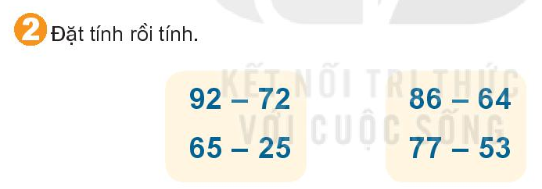 2 Đặt tính rồi tính.
KẾT NỐI TRI THỨC
VỚI CUỘC SỐNG
92 – 72
86 – 64
65 – 25
77 – 53